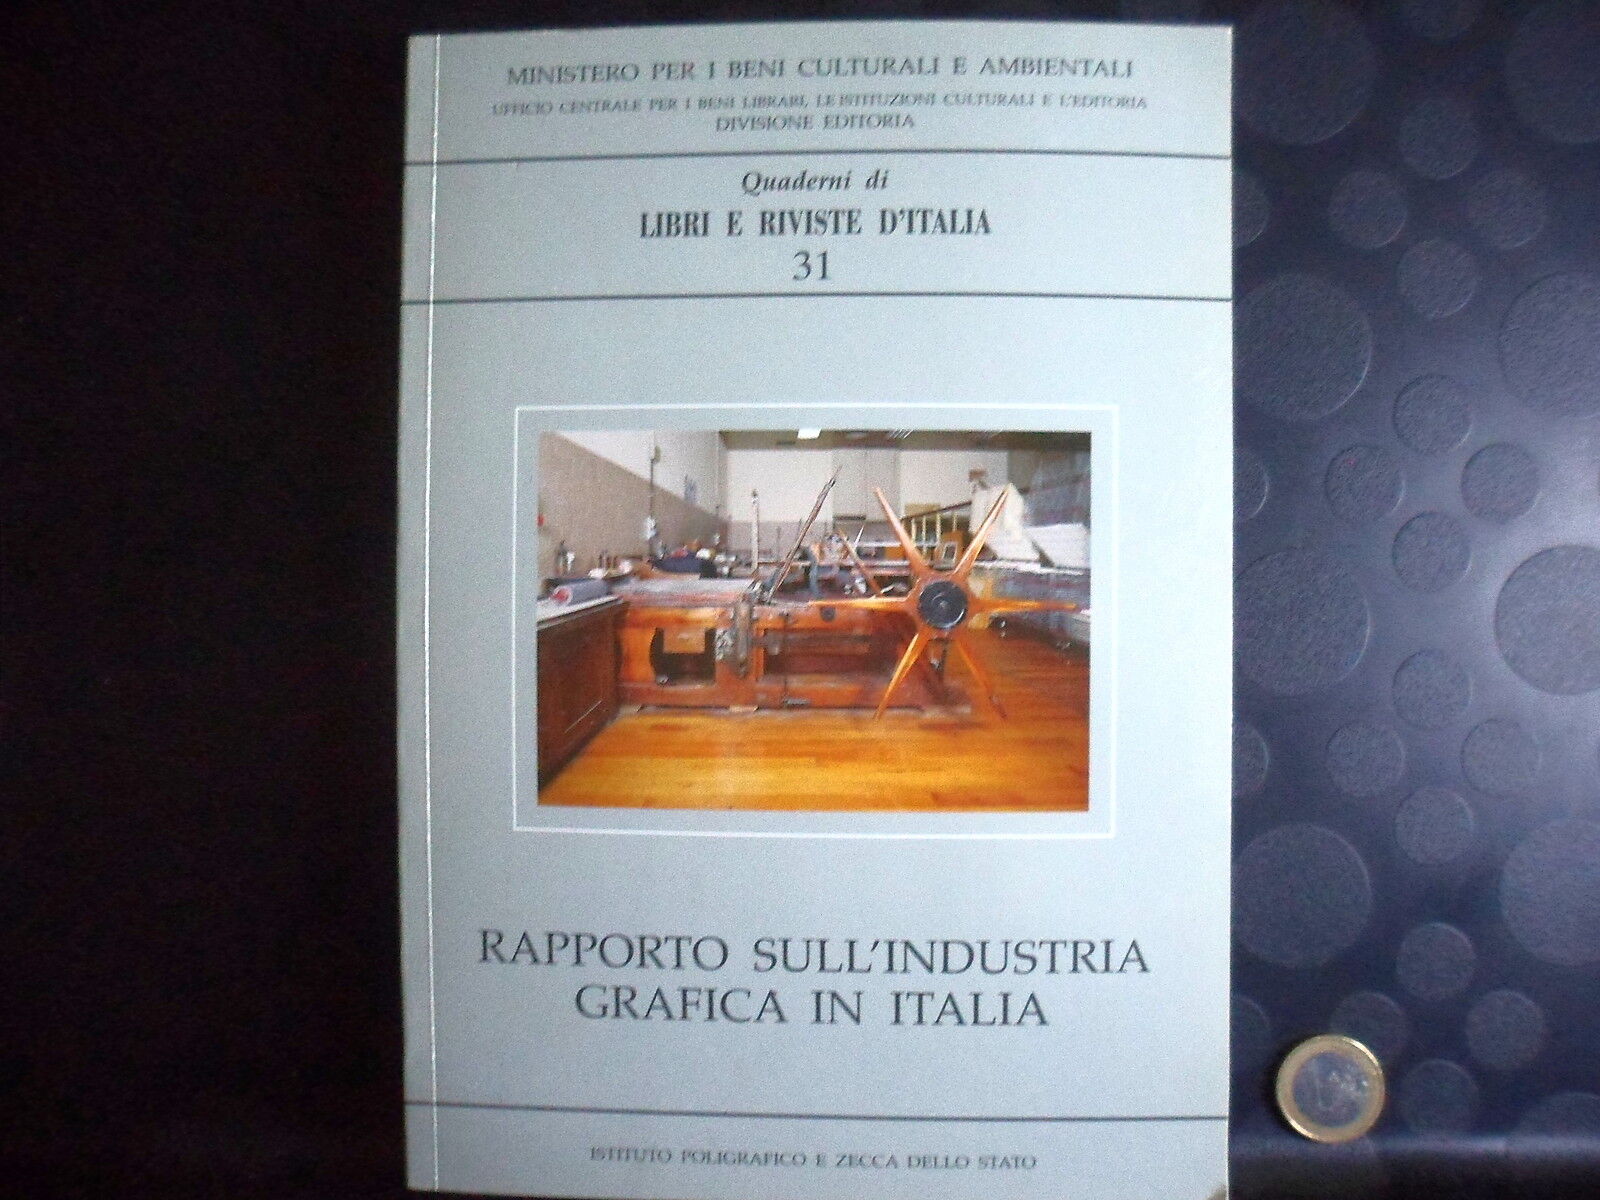 MINISTERO PER I BENI CULTURALI E AMBIENTALI
UFFICIO CENTRALE PER I BENI LIBRARI, LE ISTITUZIONI CULTURALI E L'EDITORIA
DIVISIONE EDITORIA
Quaderni di
LIBRI E RIVISTE D'ITALIA
31
RAPPORTO SULL'INDUSTRIA
GRAFICA IN ITALIA
ISTITUTO POLIGRAFICO E ZECCA DELLO STATO
1